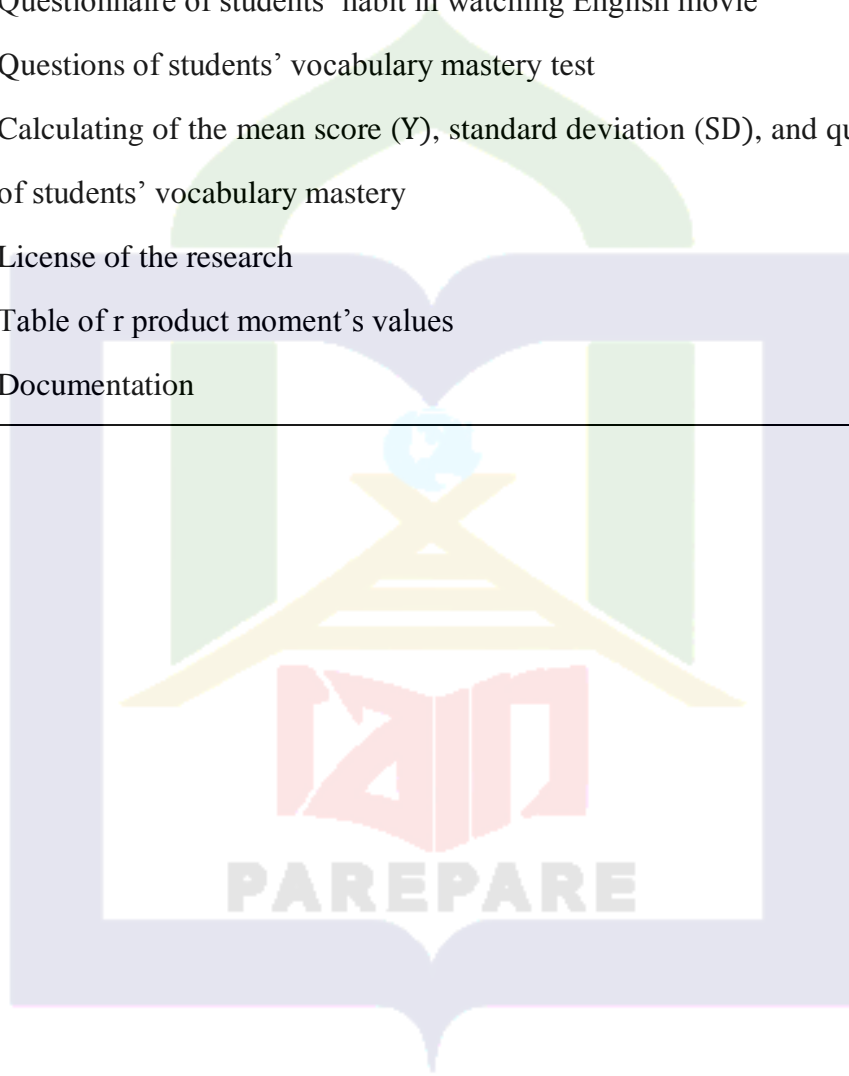 Questionnaire of students' habit in watching English movie
Questions of students' vocabulary mastery test
Calculating of the mean score (Y), standard deviation (SD), and qu
of students' vocabulary mastery
License of the research
Table of r product moment's values
Documentation
iain
PAREPARE